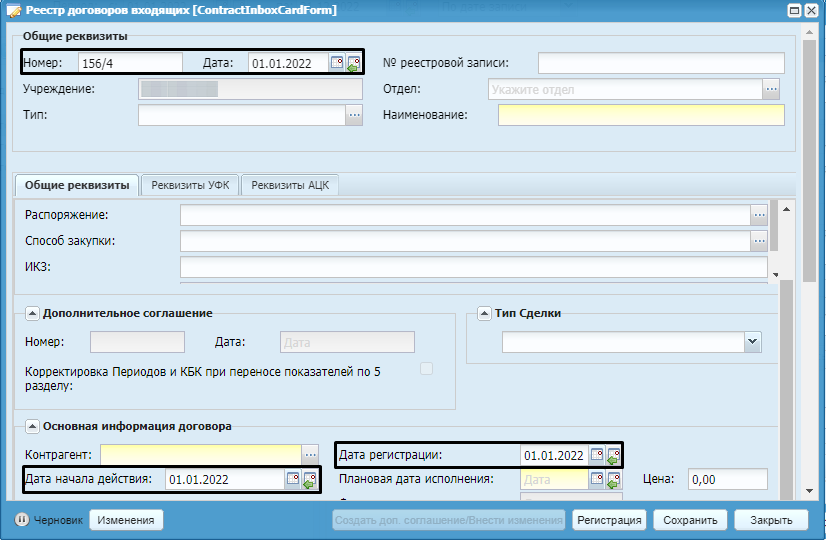 Реестр договоров входящих [ContractInboxCardForm]
Общие реквизиты
Номер: 156/4 Дата: 01.01.2022 № реестровой записи:
Учреждение: Отдел: Укажите отдел ...
Тип: ... Наименование:
Общие реквизиты Реквизиты УФК Реквизиты АЦК
Распоряжение: ...
Способ закупки: ...
ИКЗ:
Дополнительное соглашение Тип Сделки
Номер: Дата: Дата
Корректировка Периодов и КБК при переносе показателей по 5
разделу:
Основная информация договора
Контрагент: ... Дата регистрации: 01.01.2022
Дата начала действия: 01.01.2022 Плановая дата исполнения: Дата Цена: 0,00
Черновик Изменения Создать доп. соглашение/Внести изменения Регистрация Сохранить Закрыть